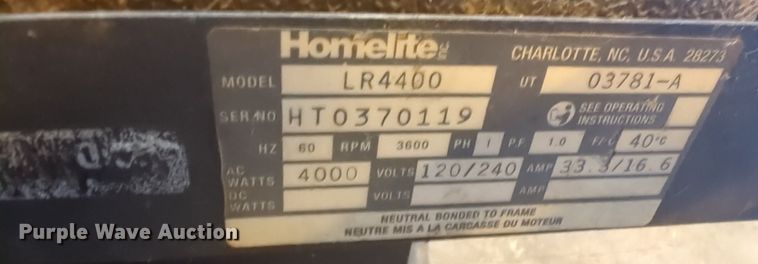 Homelite inc
CHARLOTTE, NC, U.S.A. 28273
MODEL LR4400 UT 03781-A
SER.NO HT0370119 SEE OPERATING INSTRUCTIONS
HZ 60 RPM 3600 PH 1 P.F. 1.0 40°C
AC WATTS 4000 VOLTS 120/240 AMP 33.3/16.6
DC WATTS VOLTS AMP
NEUTRAL BONDED TO FRAME
NEUTRE MIS A LA CARCASSE DU MOTEUR
Purple Wave Auction